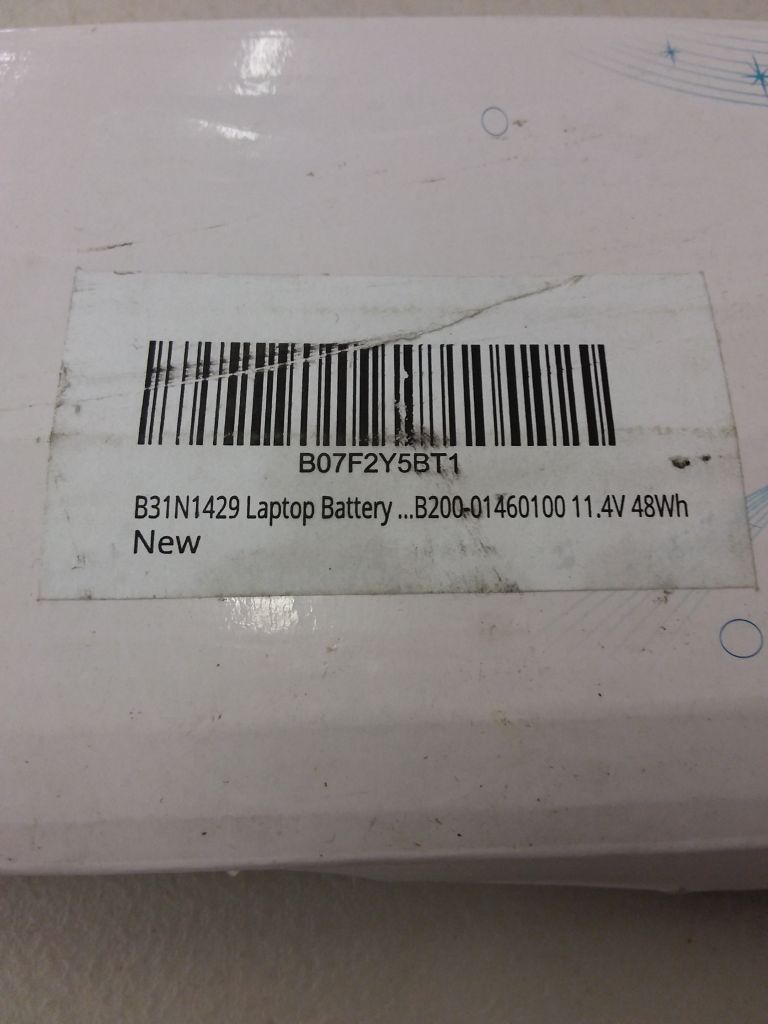 B07F2Y5BT1
B31N1429 Laptop Battery ...B200-01460100 11.4V 48Wh
New